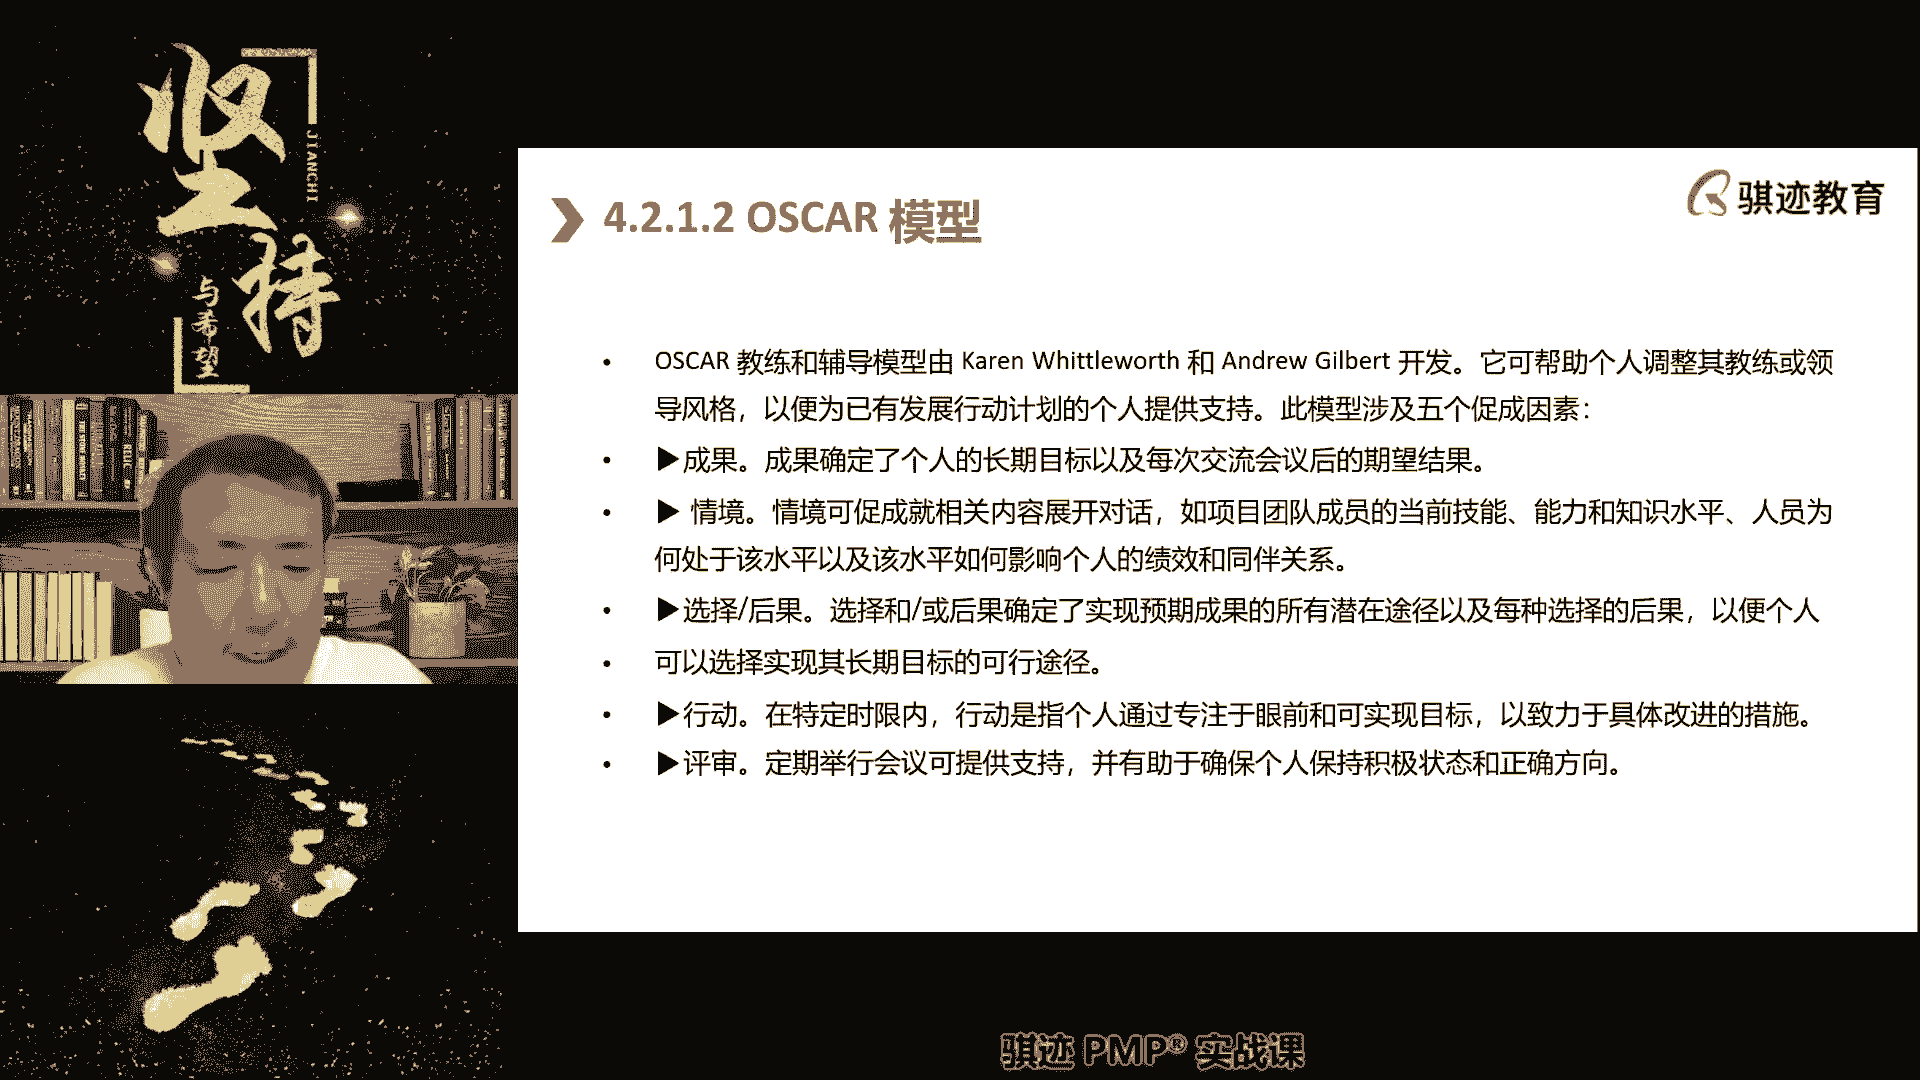 坚持
JIANCHI
与希望
骐迹教育
4.2.1.2 OSCAR 模型
• OSCAR 教练和辅导模型由 Karen Whittleworth 和 Andrew Gilbert 开发。它可帮助个人调整其教练或领
导风格，以便为已有发展行动计划的个人提供支持。此模型涉及五个促成因素：
• ▶成果。成果确定了个人的长期目标以及每次交流会议后的期望结果。
• ▶ 情境。情境可促成就相关内容展开对话，如项目团队成员的当前技能、能力和知识水平、人员为
何处于该水平以及该水平如何影响个人的绩效和同伴关系。
• ▶选择/后果。选择和/或后果确定了实现预期成果的所有潜在途径以及每种选择的后果，以便个人
• 可以选择实现其长期目标的可行途径。
• ▶行动。在特定时限内，行动是指个人通过专注于眼前和可实现目标，以致力于具体改进的措施。
• ▶评审。定期举行会议可提供支持，并有助于确保个人保持积极状态和正确方向。
骐迹 PMP® 实战课